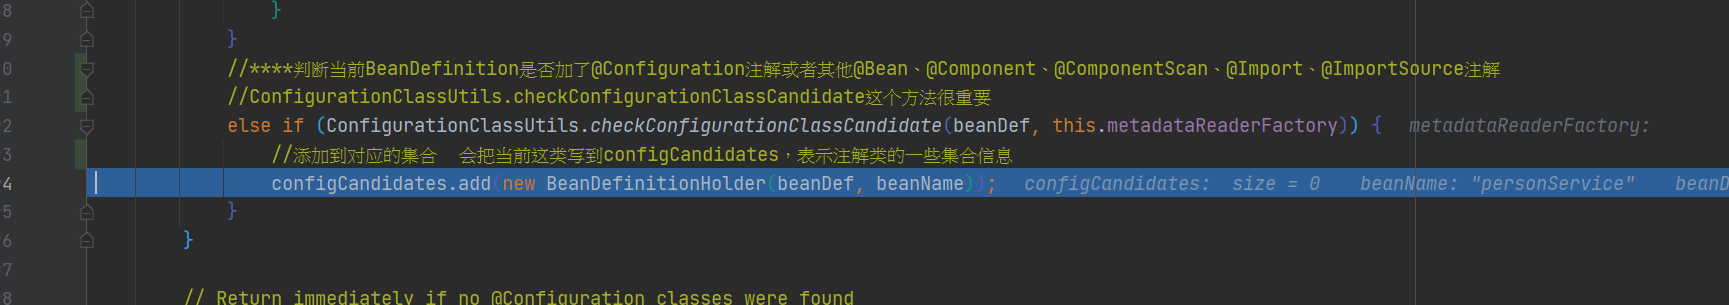 8 }
9 }
0 //****判断当前BeanDefinition是否加了@Configuration注解或者其他@Bean、@Component、@ComponentScan、@Import、@ImportSource注解
1 //ConfigurationClassUtils.checkConfigurationClassCandidate这个方法很重要
2 else if (ConfigurationClassUtils.checkConfigurationClassCandidate(beanDef, this.metadataReaderFactory)) { metadataReaderFactory:
3 //添加到对应的集合 会把当前这类写到configCandidates，表示注解类的一些集合信息
4 configCandidates.add(new BeanDefinitionHolder(beanDef, beanName)); configCandidates: size = 0 beanName: "personService" beanD
5 }
6 }
7
8 // Return immediately if no @Configuration classes were found